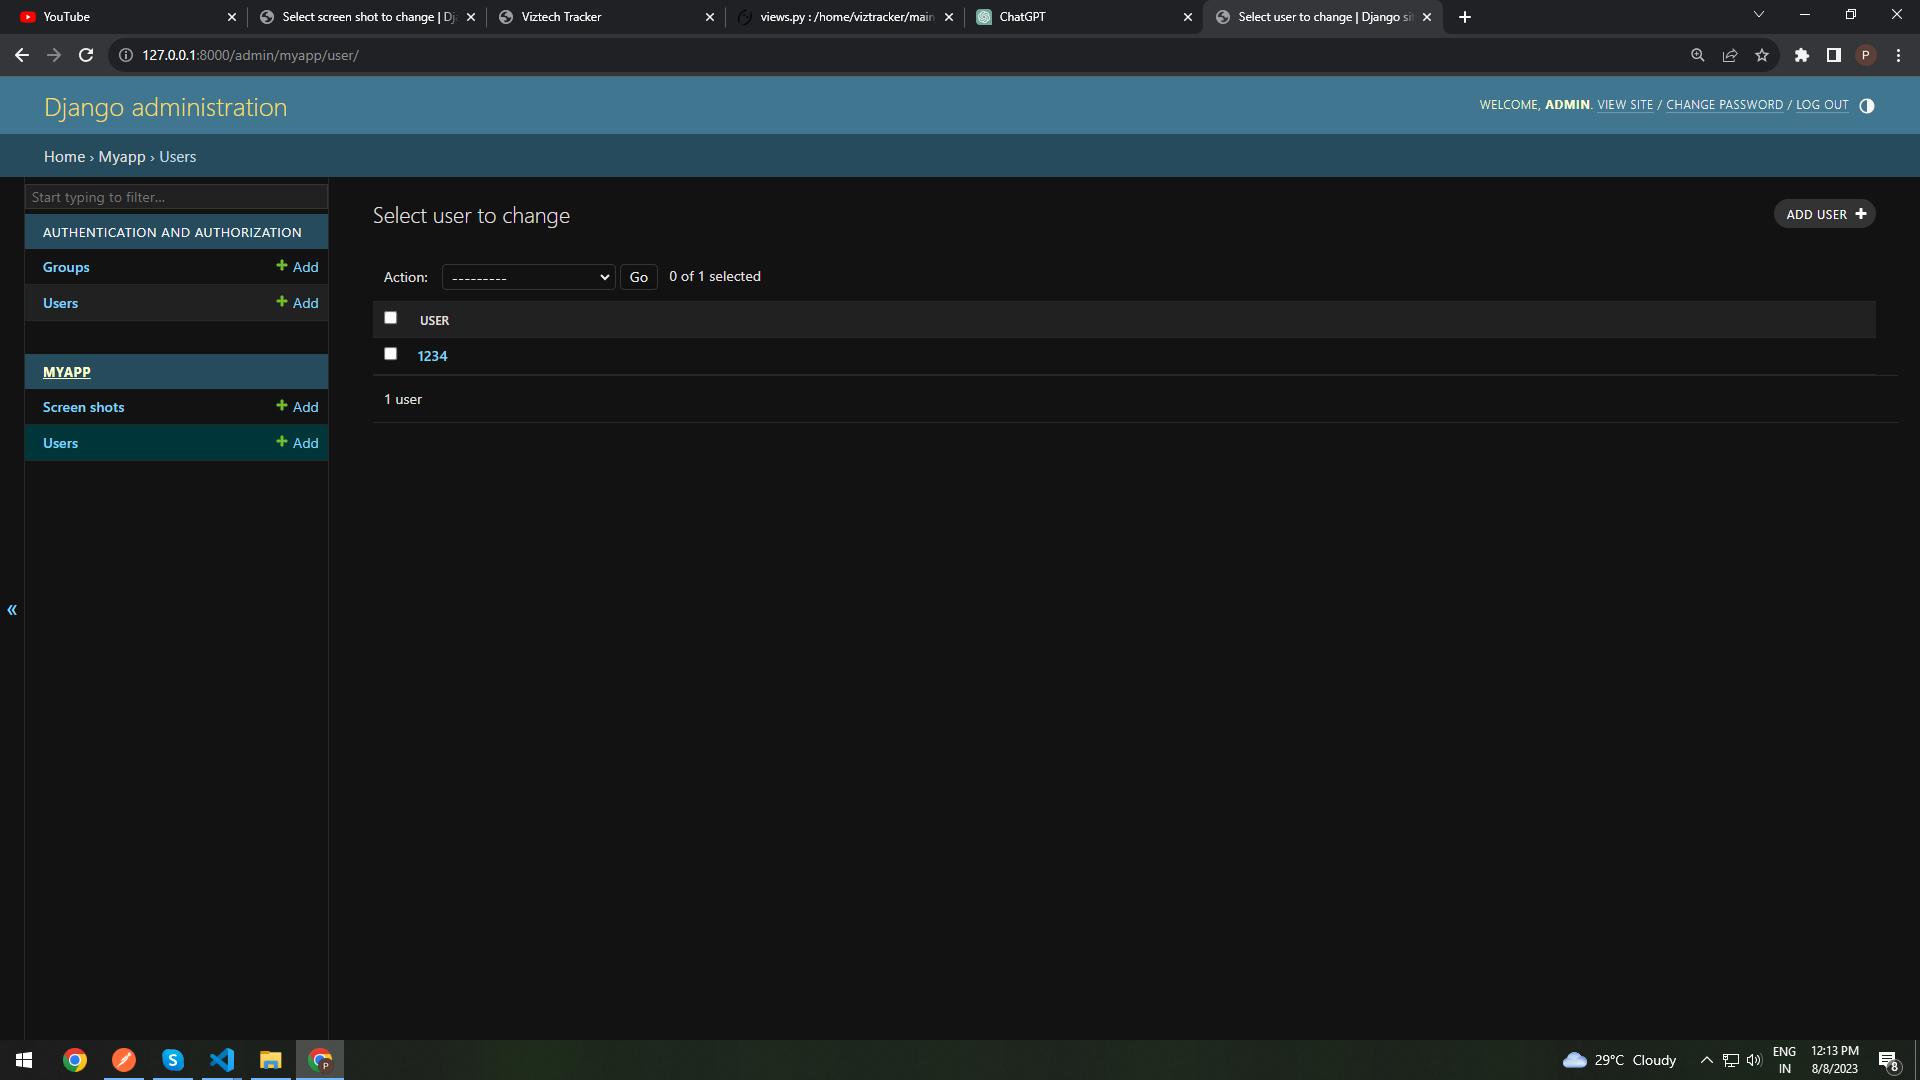 YouTube
Select screen shot to change | Dj
Viztech Tracker
views.py : /home/viztracker/main
ChatGPT
Select user to change | Django si
127.0.0.1:8000/admin/myapp/user/
P
Django administration
WELCOME, ADMIN. VIEW SITE / CHANGE PASSWORD / LOG OUT
Home › Myapp › Users
Start typing to filter...
AUTHENTICATION AND AUTHORIZATION
Groups + Add
Users + Add
MYAPP
Screen shots + Add
Users + Add
«
Select user to change
ADD USER +
Action: --------- Go 0 of 1 selected
USER
1234
1 user
S
P
29°C Cloudy
ENG
IN
12:13 PM
8/8/2023
8